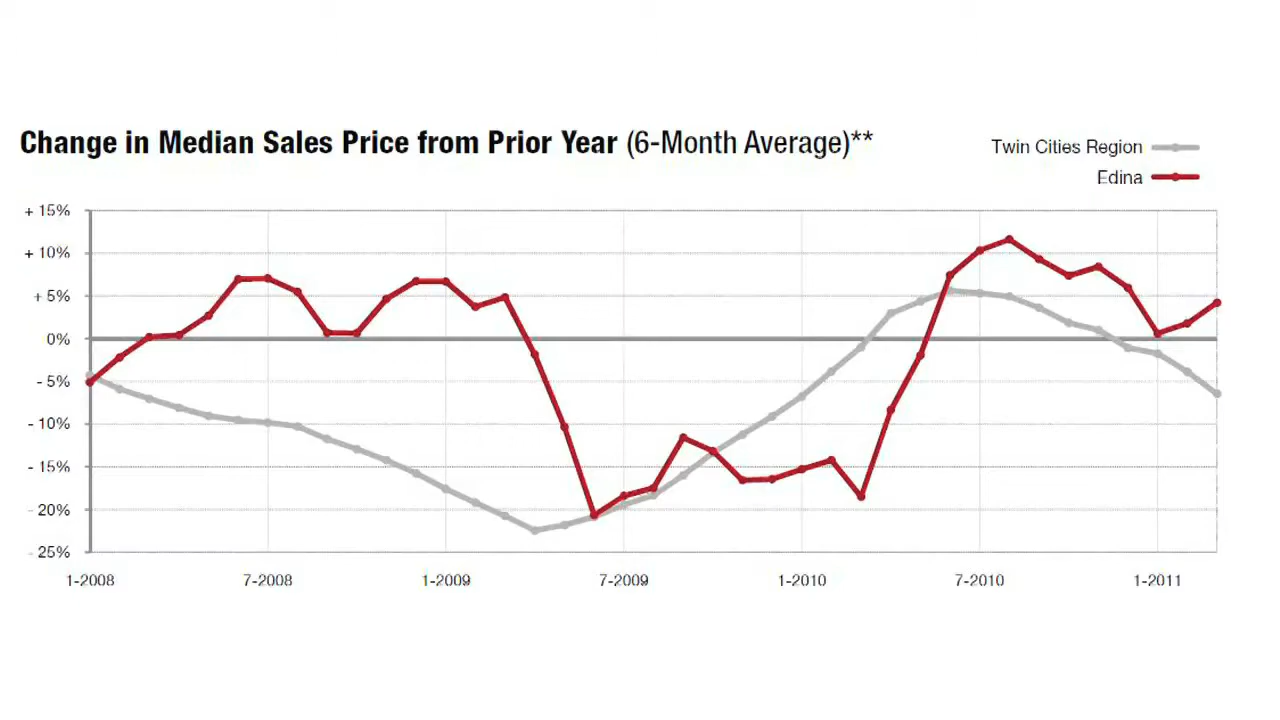 Change in Median Sales Price from Prior Year (6-Month Average)**
Twin Cities Region
Edina
+ 15%
+ 10%
+ 5%
0%
- 5%
- 10%
- 15%
- 20%
- 25%
1-2008 7-2008 1-2009 7-2009 1-2010 7-2010 1-2011